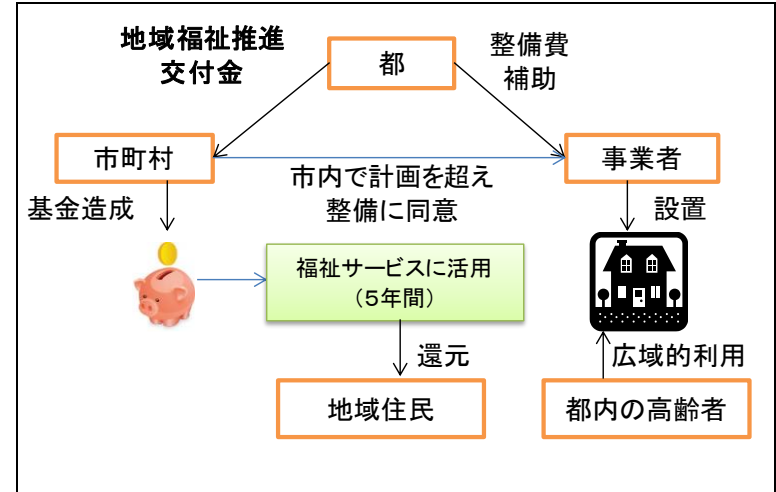 地域福祉推進
交付金
都
整備費
補助
市町村
事業者
市内で計画を超え
整備に同意
基金造成
設置
福祉サービスに活用
（５年間）
還元
広域的利用
地域住民
都内の高齢者